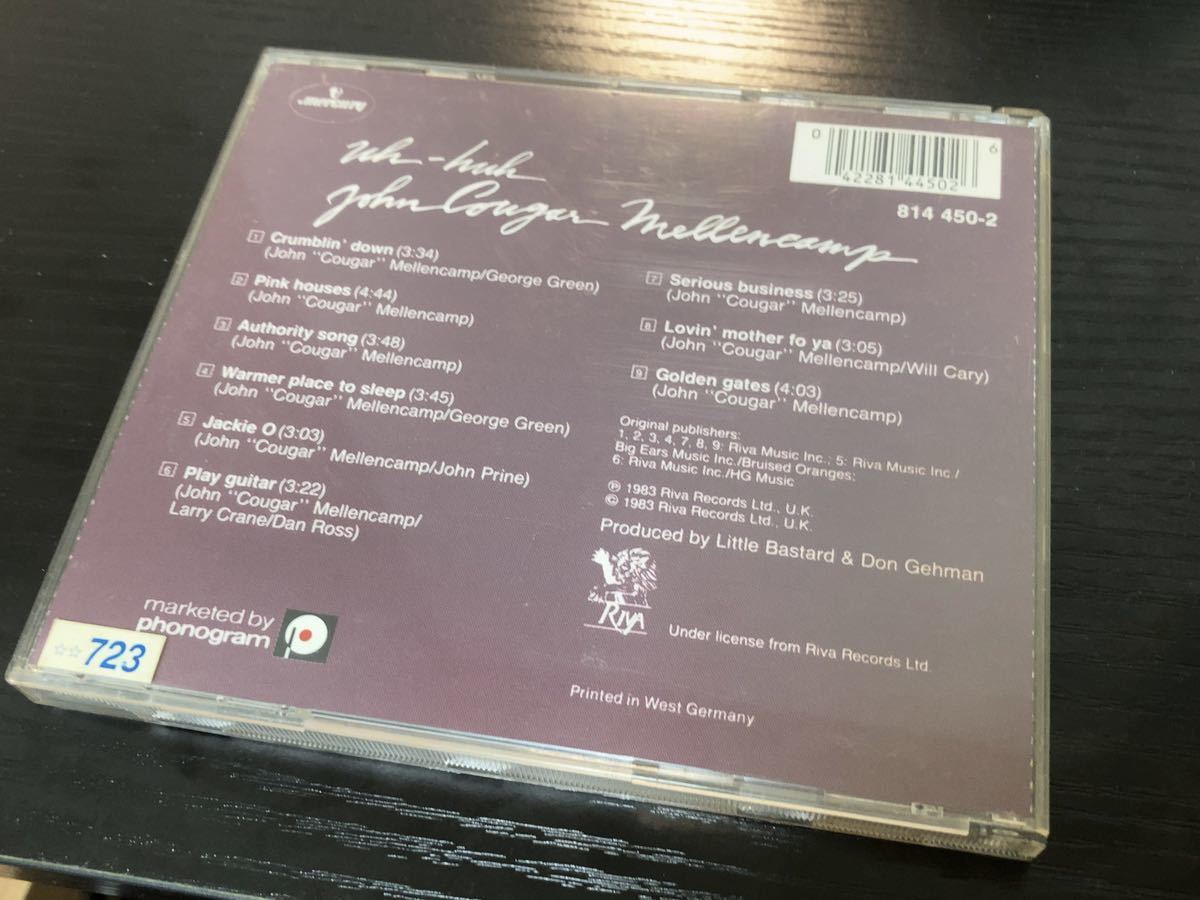 mercury
0 42281 44502 6
814 450-2
Uh-huh
John Cougar Mellencamp
1 Crumblin' down (3:34)
(John "Cougar" Mellencamp/George Green)
2 Pink houses (4:44)
(John "Cougar" Mellencamp)
3 Authority song (3:48)
(John "Cougar" Mellencamp)
4 Warmer place to sleep (3:45)
(John "Cougar" Mellencamp/George Green)
5 Jackie O (3:03)
(John "Cougar" Mellencamp/John Prine)
6 Play guitar (3:22)
(John "Cougar" Mellencamp/
Larry Crane/Dan Ross)
7 Serious business (3:25)
(John "Cougar" Mellencamp)
8 Lovin' mother fo ya (3:05)
(John "Cougar" Mellencamp/Will Cary)
9 Golden gates (4:03)
(John "Cougar" Mellencamp)
Original publishers:
1, 2, 3, 4, 7, 8, 9: Riva Music Inc.; 5: Riva Music Inc./
Big Ears Music Inc./Bruised Oranges;
6: Riva Music Inc./HG Music
℗ 1983 Riva Records Ltd., U.K.
© 1983 Riva Records Ltd., U.K.
Produced by Little Bastard & Don Gehman
RIVA
Under license from Riva Records Ltd.
marketed by
phonogram
☆☆ 723
Printed in West Germany